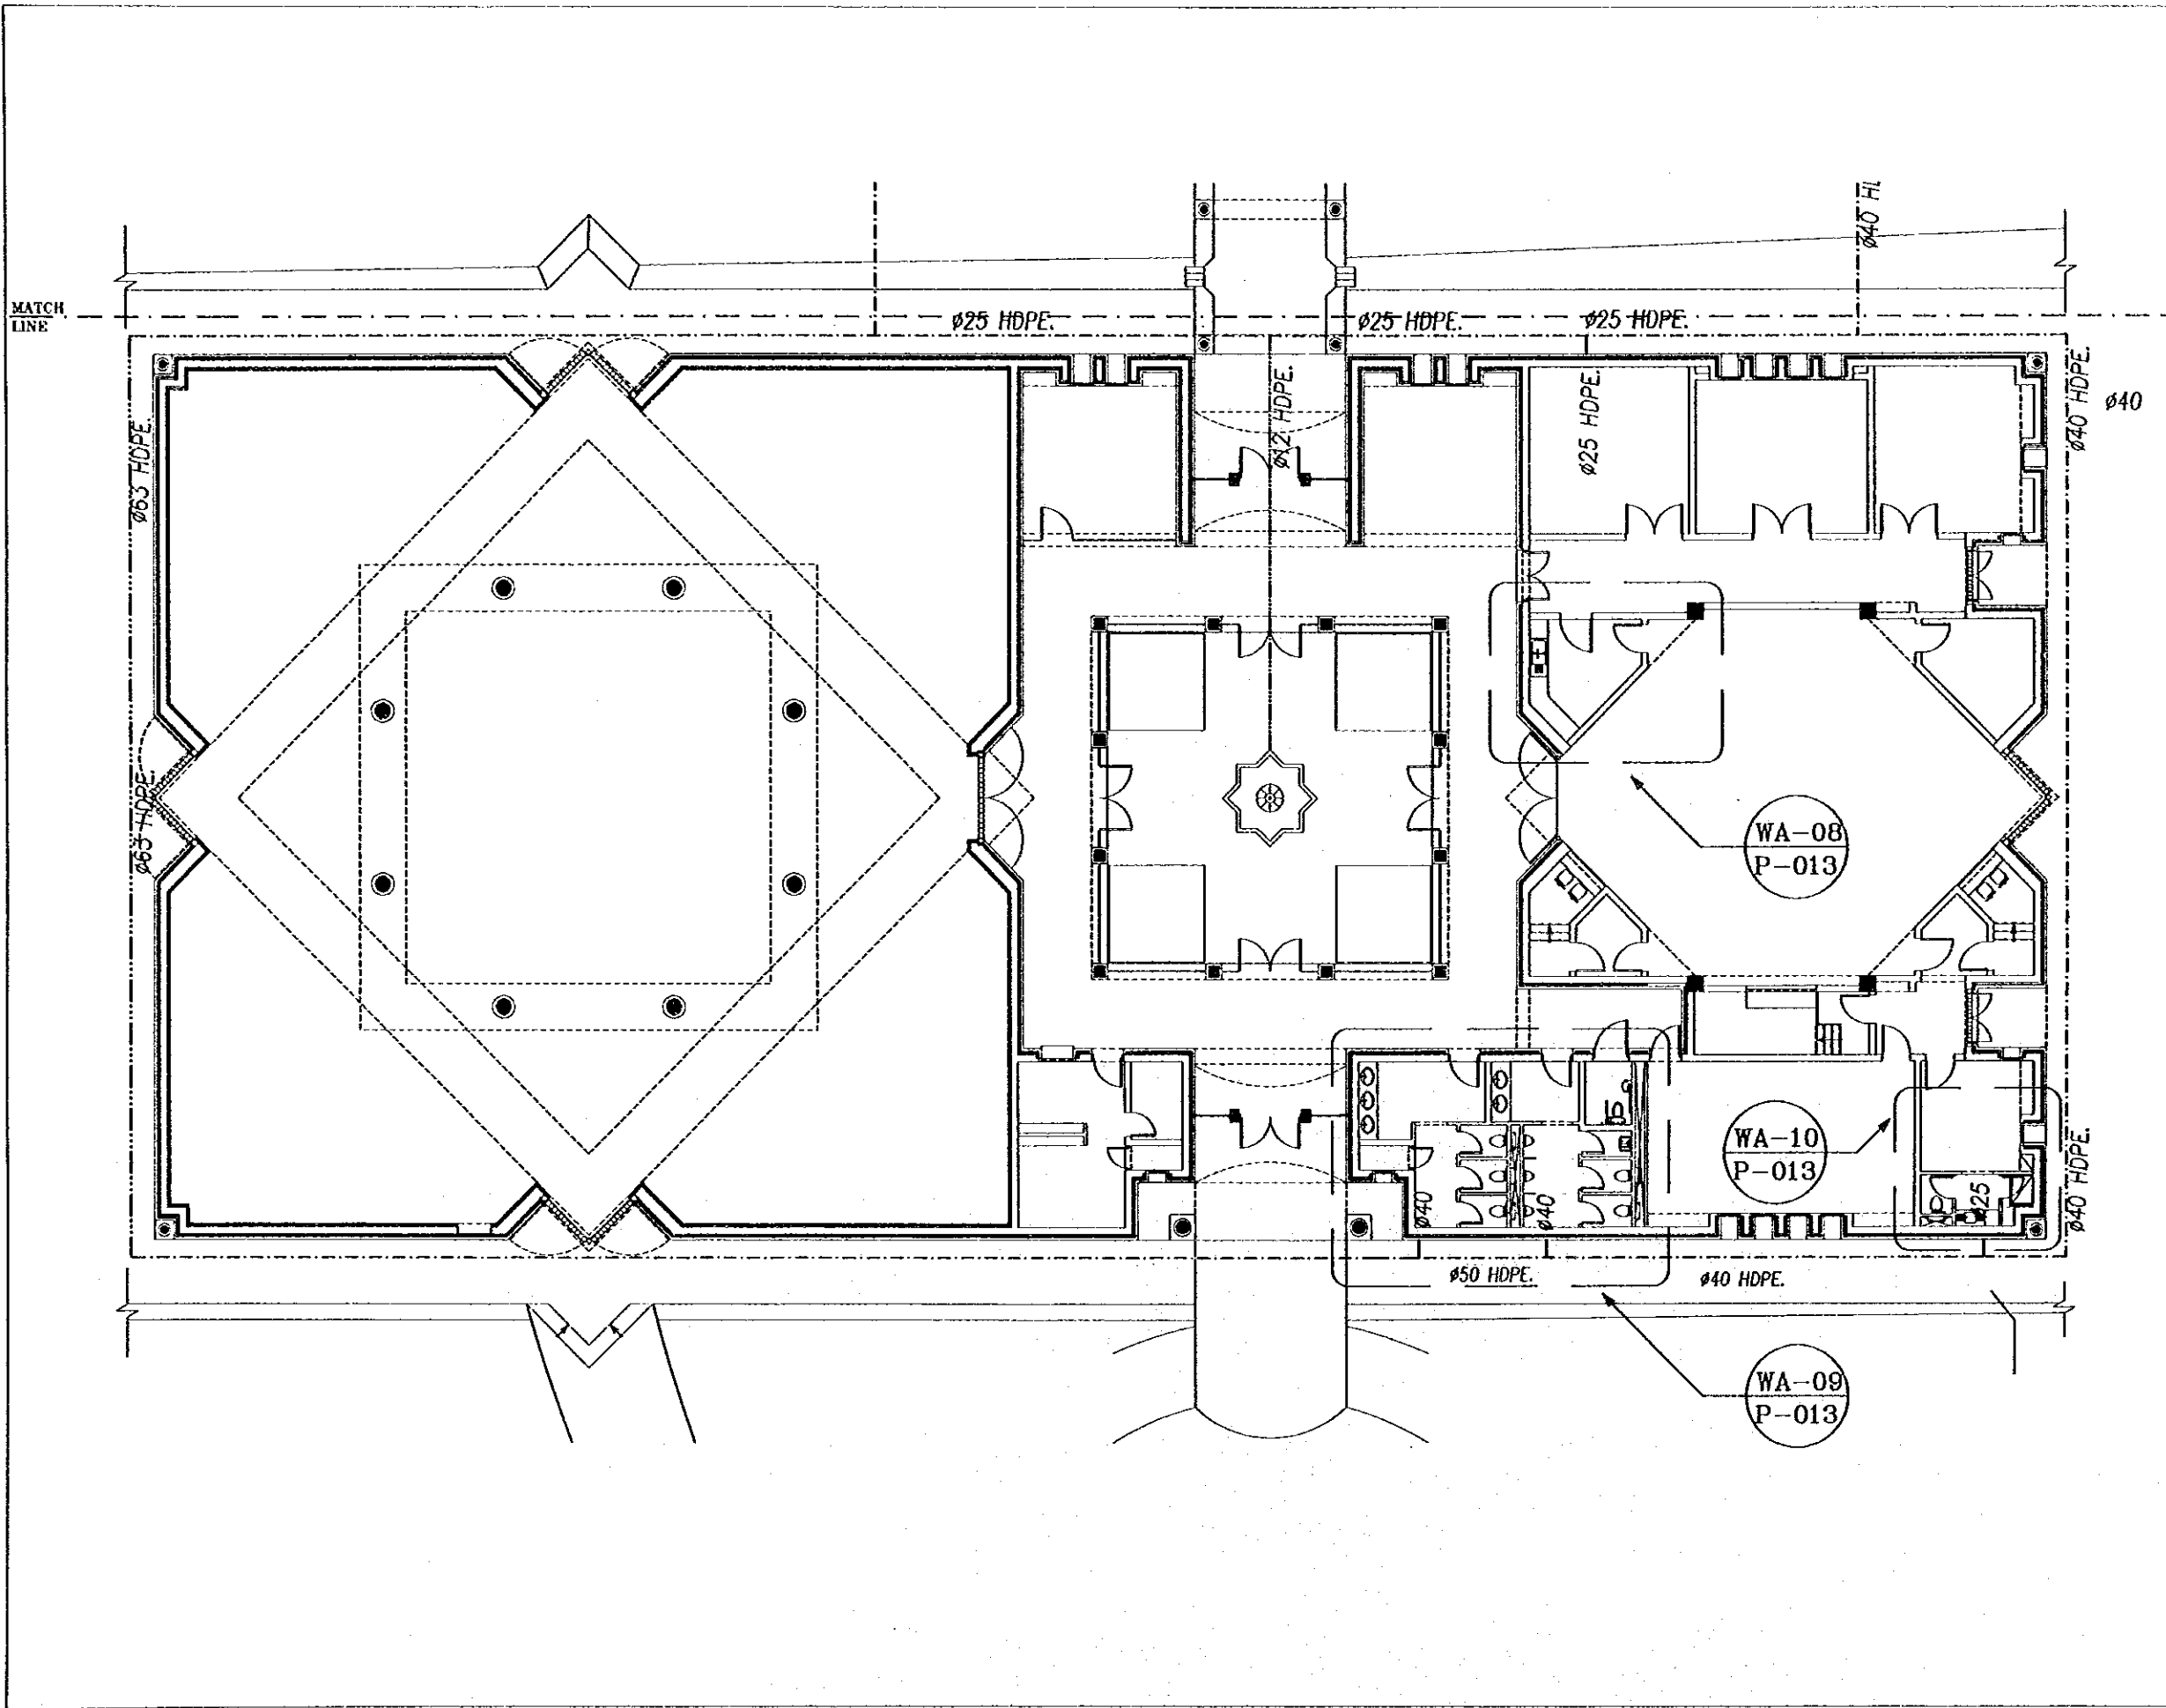 ø40 HL
MATCH
LINE
ø25 HDPE.
ø25 HDPE.
ø25 HDPE.
ø40 HDPE.
ø40
ø12 HDPE.
ø25 HDPE.
ø63 HDPE.
ø63 HDPE.
WA-08
P-013
WA-10
P-013
ø40
ø40
ø25
ø40 HDPE.
ø50 HDPE.
ø40 HDPE.
WA-09
P-013